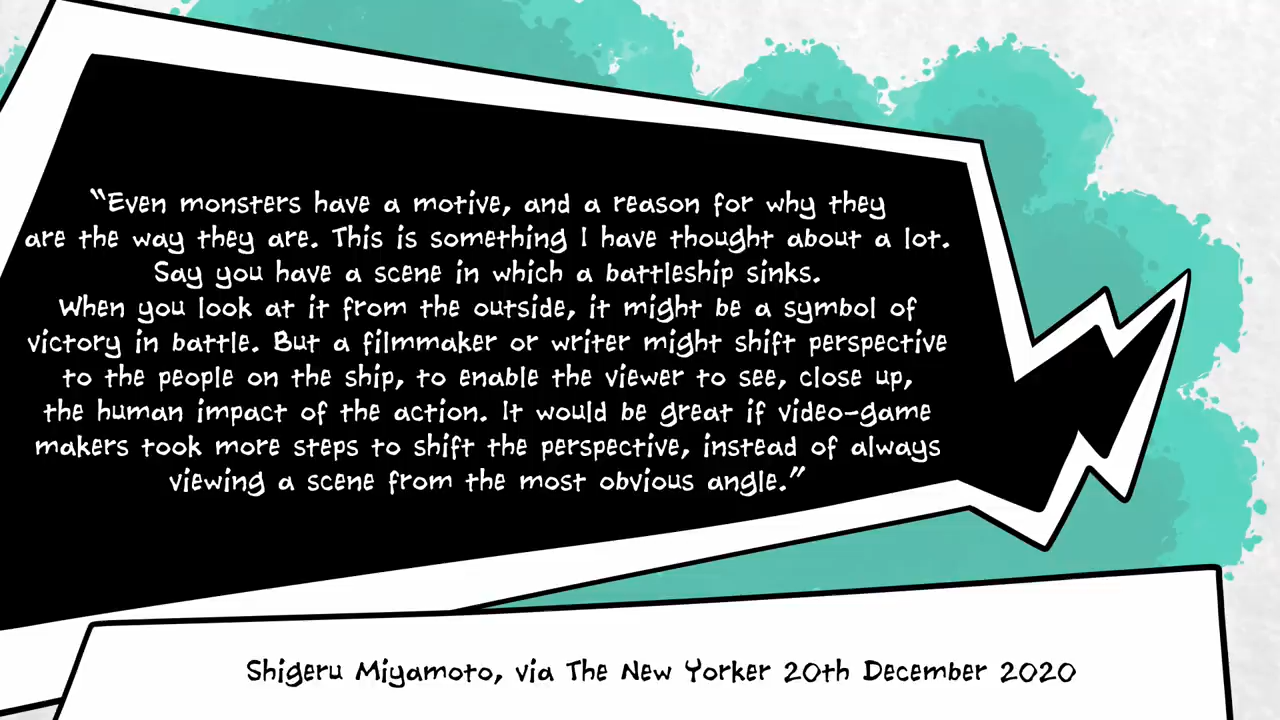 “Even monsters have a motive, and a reason for why they
are the way they are. This is something I have thought about a lot.
Say you have a scene in which a battleship sinks.
When you look at it from the outside, it might be a symbol of
victory in battle. But a filmmaker or writer might shift perspective
to the people on the ship, to enable the viewer to see, close up,
the human impact of the action. It would be great if video-game
makers took more steps to shift the perspective, instead of always
viewing a scene from the most obvious angle.”
Shigeru Miyamoto, via The New Yorker 20th December 2020